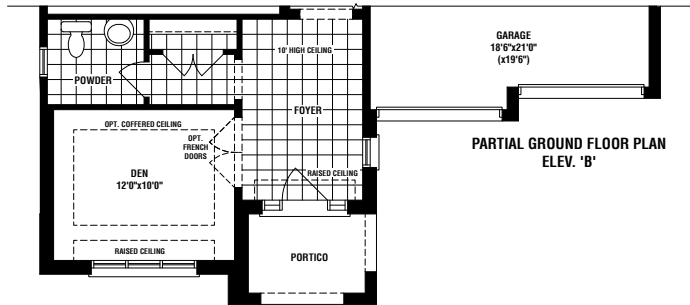 10' HIGH CEILING
GARAGE
18'6"x21'0"
(x19'6")
POWDER
FOYER
OPT. COFFERED CEILING
OPT.
FRENCH
DOORS
PARTIAL GROUND FLOOR PLAN
ELEV. 'B'
DEN
12'0"x10'0"
RAISED CEILING
RAISED CEILING
PORTICO